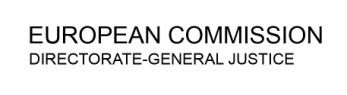 EUROPEAN COMMISSION
DIRECTORATE-GENERAL JUSTICE